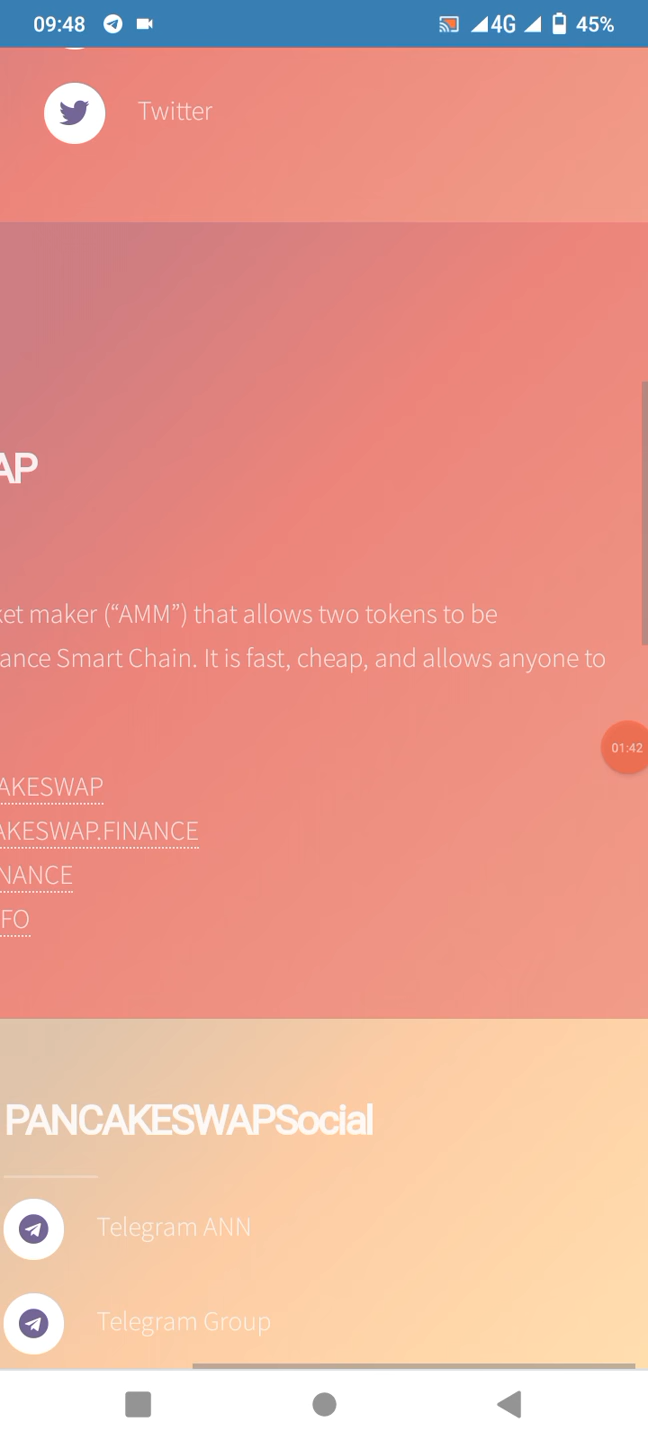 09:48 4G 45%
Twitter
AP
ket maker (“AMM”) that allows two tokens to be
ance Smart Chain. It is fast, cheap, and allows anyone to
01:42
AKESWAP
AKESWAP.FINANCE
NANCE
FO
PANCAKESWAPSocial
Telegram ANN
Telegram Group